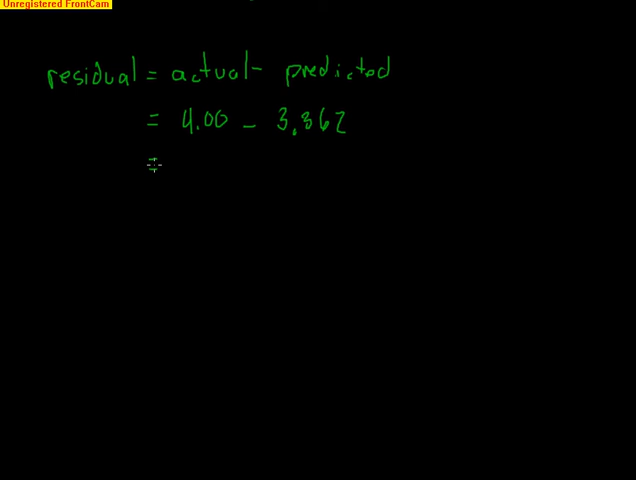 Unregistered FrontCam
residual = actual - predicted
= 4.00 - 3.862
=